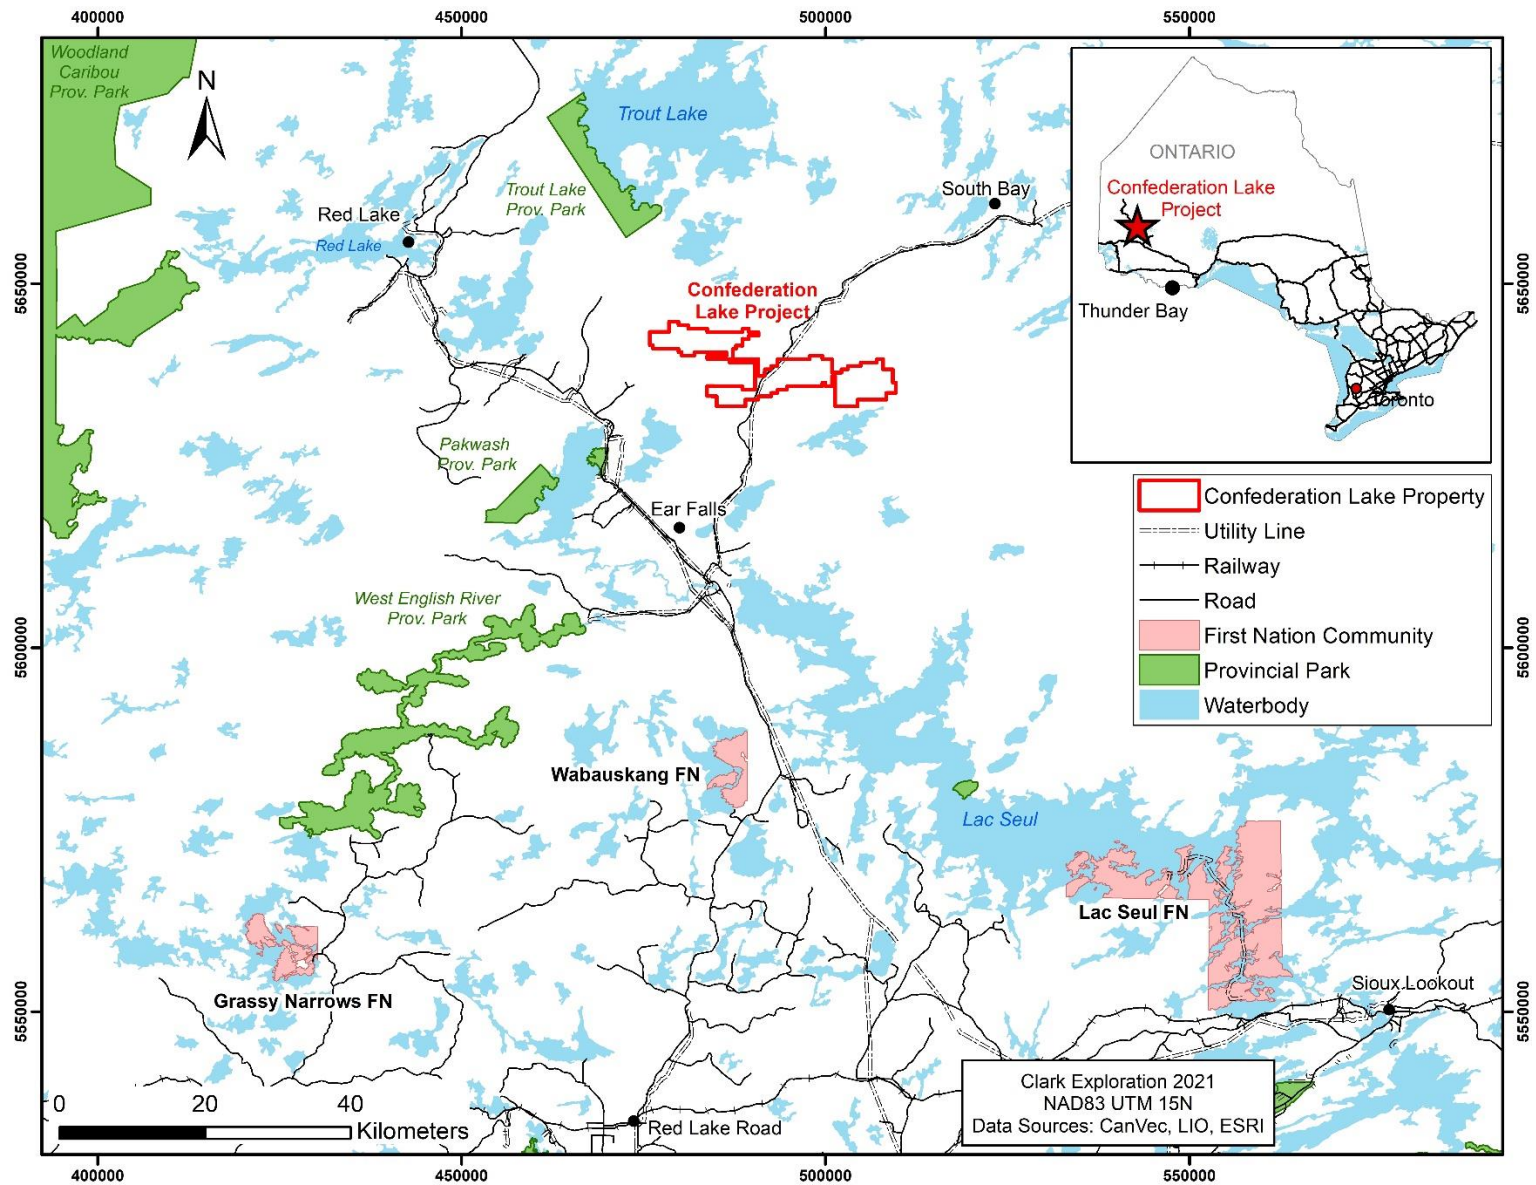 400000
450000
500000
550000
Woodland
Caribou
Prov. Park
N
Trout Lake
Trout Lake
Prov. Park
South Bay
Red Lake
Red Lake
ONTARIO
Confederation Lake
Project
Thunder Bay
Toronto
5650000
5650000
Confederation
Lake Project
Pakwash
Prov. Park
Ear Falls
West English River
Prov. Park
Confederation Lake Property
Utility Line
Railway
Road
First Nation Community
Provincial Park
Waterbody
5600000
5600000
Wabauskang FN
Lac Seul
Lac Seul FN
Grassy Narrows FN
Sioux Lookout
5550000
5550000
0
20
40
Kilometers
Red Lake Road
Clark Exploration 2021
NAD83 UTM 15N
Data Sources: CanVec, LIO, ESRI
400000
450000
500000
550000